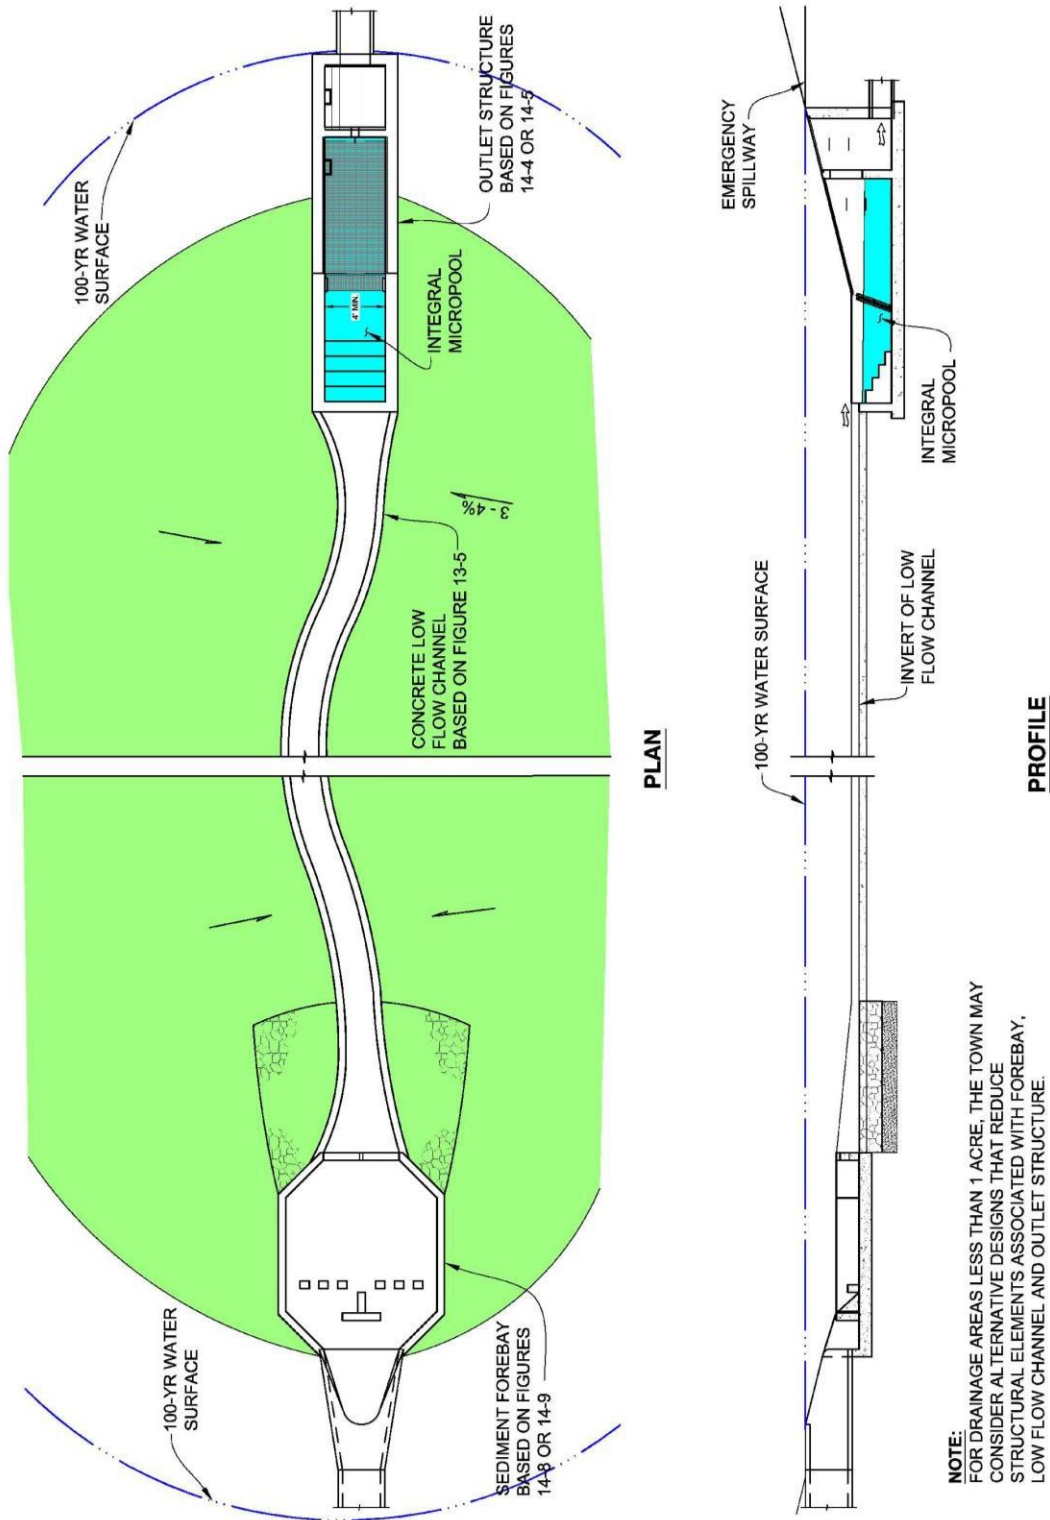 100-YR WATER
SURFACE
SEDIMENT FOREBAY
BASED ON FIGURES
14-8 OR 14-9
CONCRETE LOW
FLOW CHANNEL
BASED ON FIGURE 13-5
3 - 4%
100-YR WATER
SURFACE
4' MIN.
INTEGRAL
MICROPOOL
OUTLET STRUCTURE
BASED ON FIGURES
14-4 OR 14-5
PLAN
100-YR WATER SURFACE
INVERT OF LOW
FLOW CHANNEL
EMERGENCY
SPILLWAY
INTEGRAL
MICROPOOL
PROFILE
NOTE:
FOR DRAINAGE AREAS LESS THAN 1 ACRE, THE TOWN MAY
CONSIDER ALTERNATIVE DESIGNS THAT REDUCE
STRUCTURAL ELEMENTS ASSOCIATED WITH FOREBAY,
LOW FLOW CHANNEL AND OUTLET STRUCTURE.